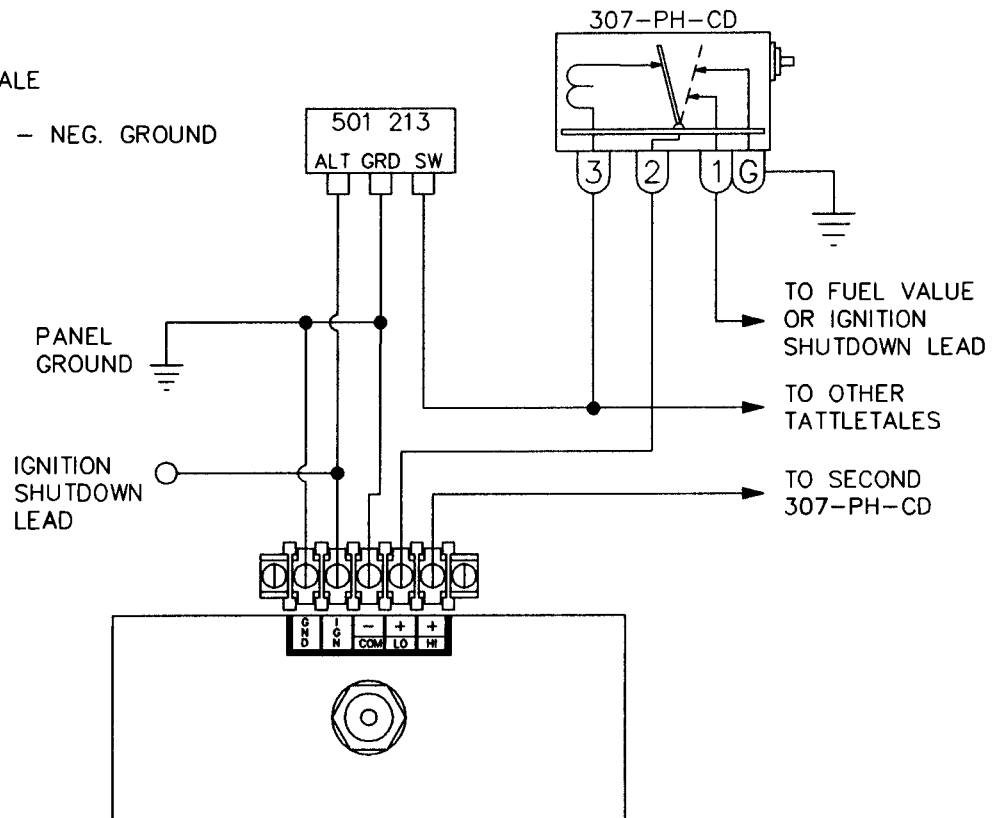 307-PH-CD
ALE
- NEG. GROUND
501 213
ALT GRD SW
3 2 1 G
TO FUEL VALUE
OR IGNITION
SHUTDOWN LEAD
PANEL
GROUND
TO OTHER
TATTLETALES
IGNITION
SHUTDOWN
LEAD
TO SECOND
307-PH-CD
GND IGN - + +
COM LO HI